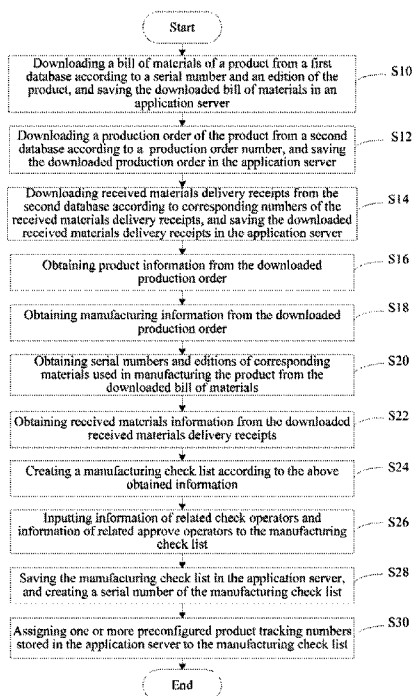 Start
Downloading a bill of materials of a product from a first
database according to a serial number and an edition of the
product, and saving the downloaded bill of materials in an
application server
S10
Downloading a production order of the product from a second
database according to a production order number, and saving
the downloaded production order in the application server
S12
Downloading received materials delivery receipts from the
second database according to corresponding numbers of the
received materials delivery receipts, and saving the downloaded
received materials delivery receipts in the application server
S14
Obtaining product information from the downloaded
production order
S16
Obtaining manufacturing information from the downloaded
production order
S18
Obtaining serial numbers and editions of corresponding
materials used in manufacturing the product from the
downloaded bill of materials
S20
Obtaining received materials information from the downloaded
received materials delivery receipts
S22
Creating a manufacturing check list according to the above
obtained information
S24
Inputting information of related check operators and
information of related approve operators to the manufacturing
check list
S26
Saving the manufacturing check list in the application server,
and creating a serial number of the manufacturing check list
S28
Assigning one or more preconfigured product tracking numbers
stored in the application server to the manufacturing check list
S30
End